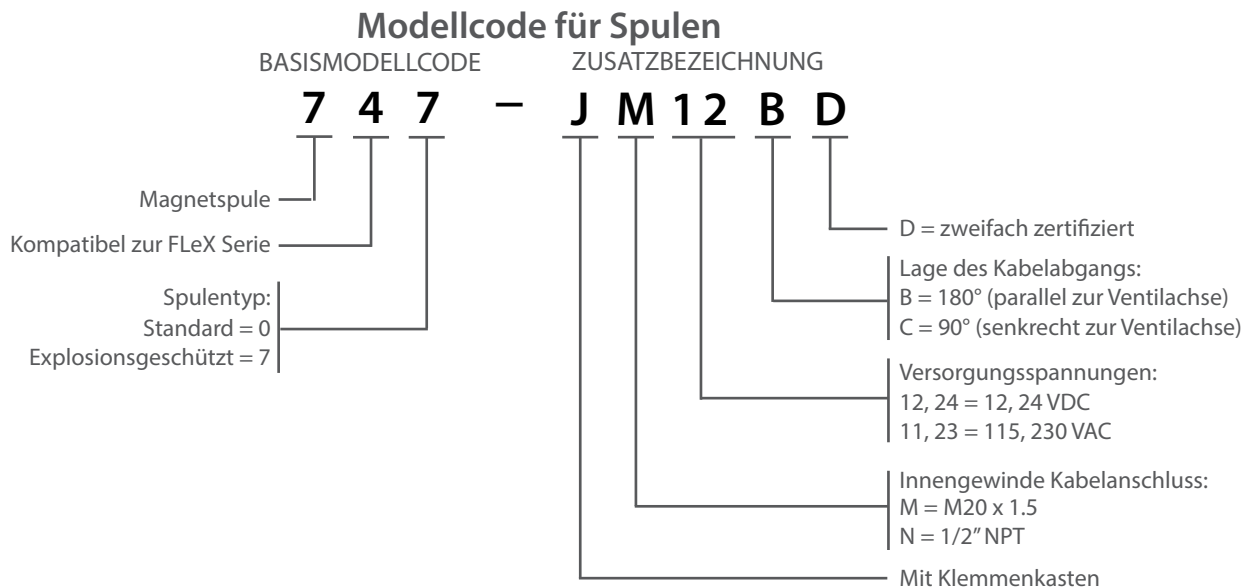 Modellcode für Spulen
BASISMODELLCODE ZUSATZBEZEICHNUNG
7 4 7 – J M 12 B D
Magnetspule
Kompatibel zur FLeX Serie
Spulentyp:
Standard = 0
Explosionsgeschützt = 7
D = zweifach zertifiziert
Lage des Kabelabgangs:
B = 180° (parallel zur Ventilachse)
C = 90° (senkrecht zur Ventilachse)
Versorgungsspannungen:
12, 24 = 12, 24 VDC
11, 23 = 115, 230 VAC
Innengewinde Kabelanschluss:
M = M20 x 1.5
N = 1/2” NPT
Mit Klemmenkasten